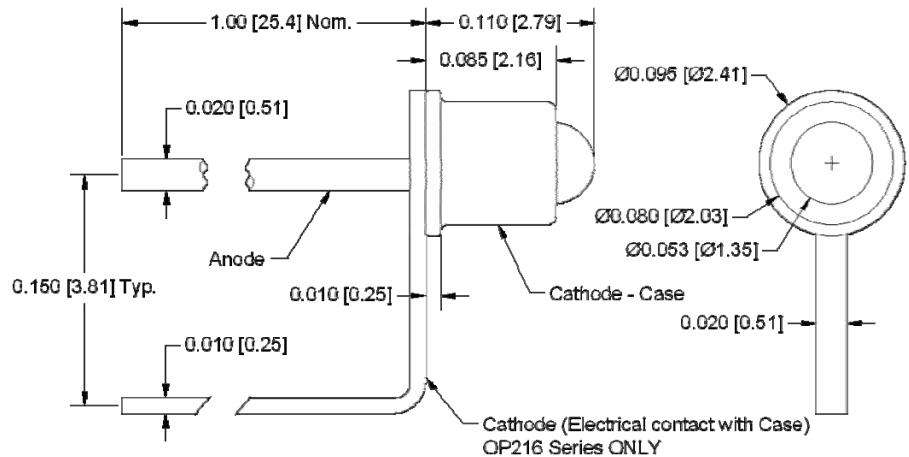 1.00 [25.4] Nom.
0.110 [2.79]
0.085 [2.16]
Ø0.095 [Ø2.41]
0.020 [0.51]
Ø0.080 [Ø2.03]
Anode
Ø0.053 [Ø1.35]
0.150 [3.81] Typ.
0.010 [0.25]
Cathode - Case
0.020 [0.51]
0.010 [0.25]
Cathode (Electrical contact with Case)
OP216 Series ONLY